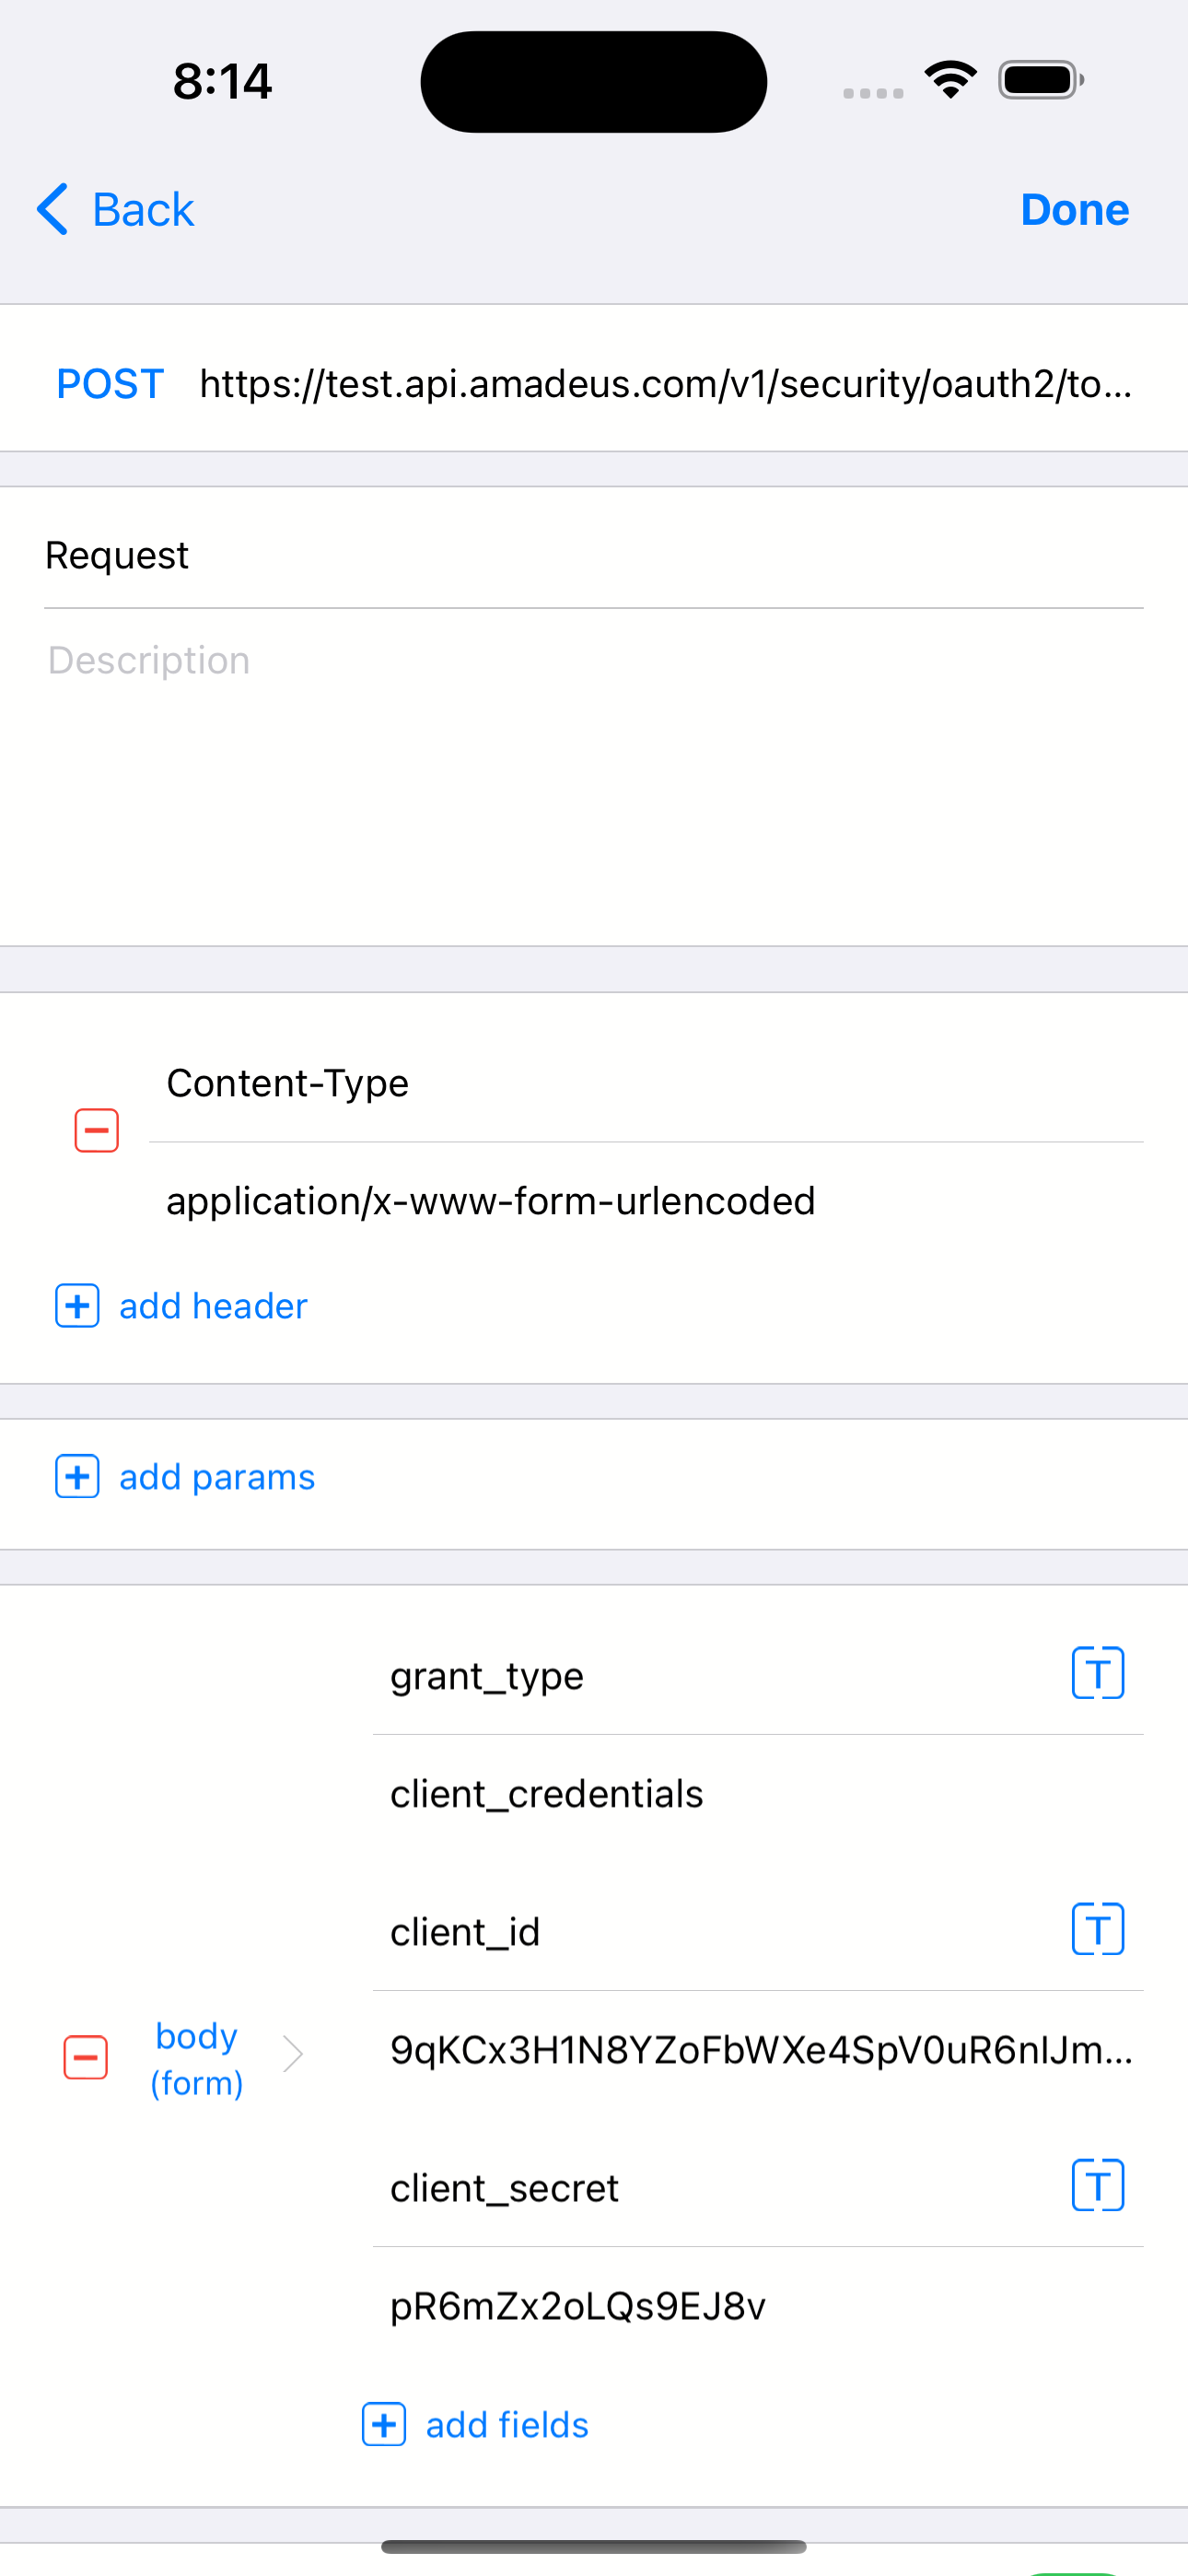 8:14
Back
Done
POST https://test.api.amadeus.com/v1/security/oauth2/to...
Request
Description
Content-Type
application/x-www-form-urlencoded
add header
add params
grant_type
T
client_credentials
client_id
T
body
(form)
9qKCx3H1N8YZoFbWXe4SpV0uR6nIJm...
client_secret
T
pR6mZx2oLQs9EJ8v
add fields